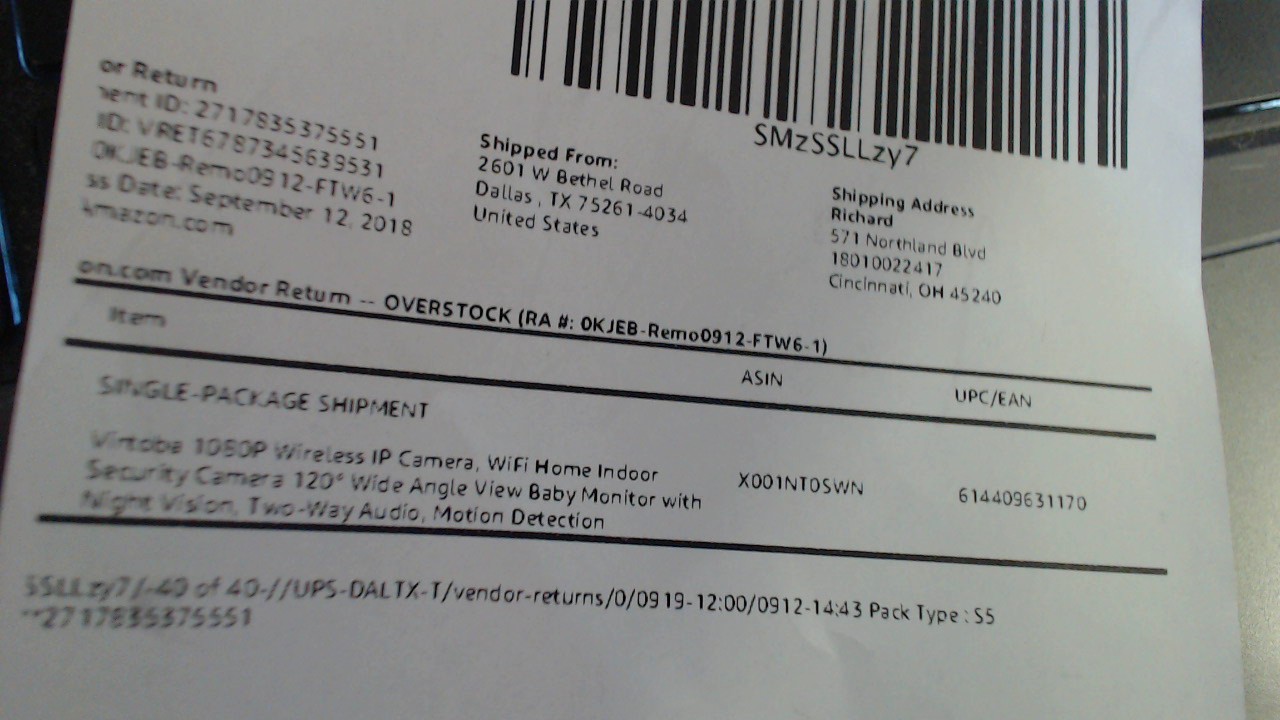 or Return
ent ID: 2717835375551
ID: VRET6787345639531
0KJEB-Remo0912-FTW6-1
ss Date: September 12, 2018
Amazon.com
SMzSSLLzy7
Shipped From:
2601 W Bethel Road
Dallas , TX 75261-4034
United States
Shipping Address
Richard
571 Northland Blvd
18010022417
Cincinnati, OH 45240
on.com Vendor Return -- OVERSTOCK (RA #: 0KJEB-Remo0912-FTW6-1)
Item ASIN UPC/EAN
SINGLE-PACKAGE SHIPMENT
Vintoba 1080P Wireless IP Camera, WiFi Home Indoor
Security Camera 120° Wide Angle View Baby Monitor with
Night Vision, Two-Way Audio, Motion Detection
X001NT0SWN 614409631170
SSLLzy7/-40 of 40-//UPS-DALTX-T/vendor-returns/0/0919-12:00/0912-14:43 Pack Type : S5
**2717835375551